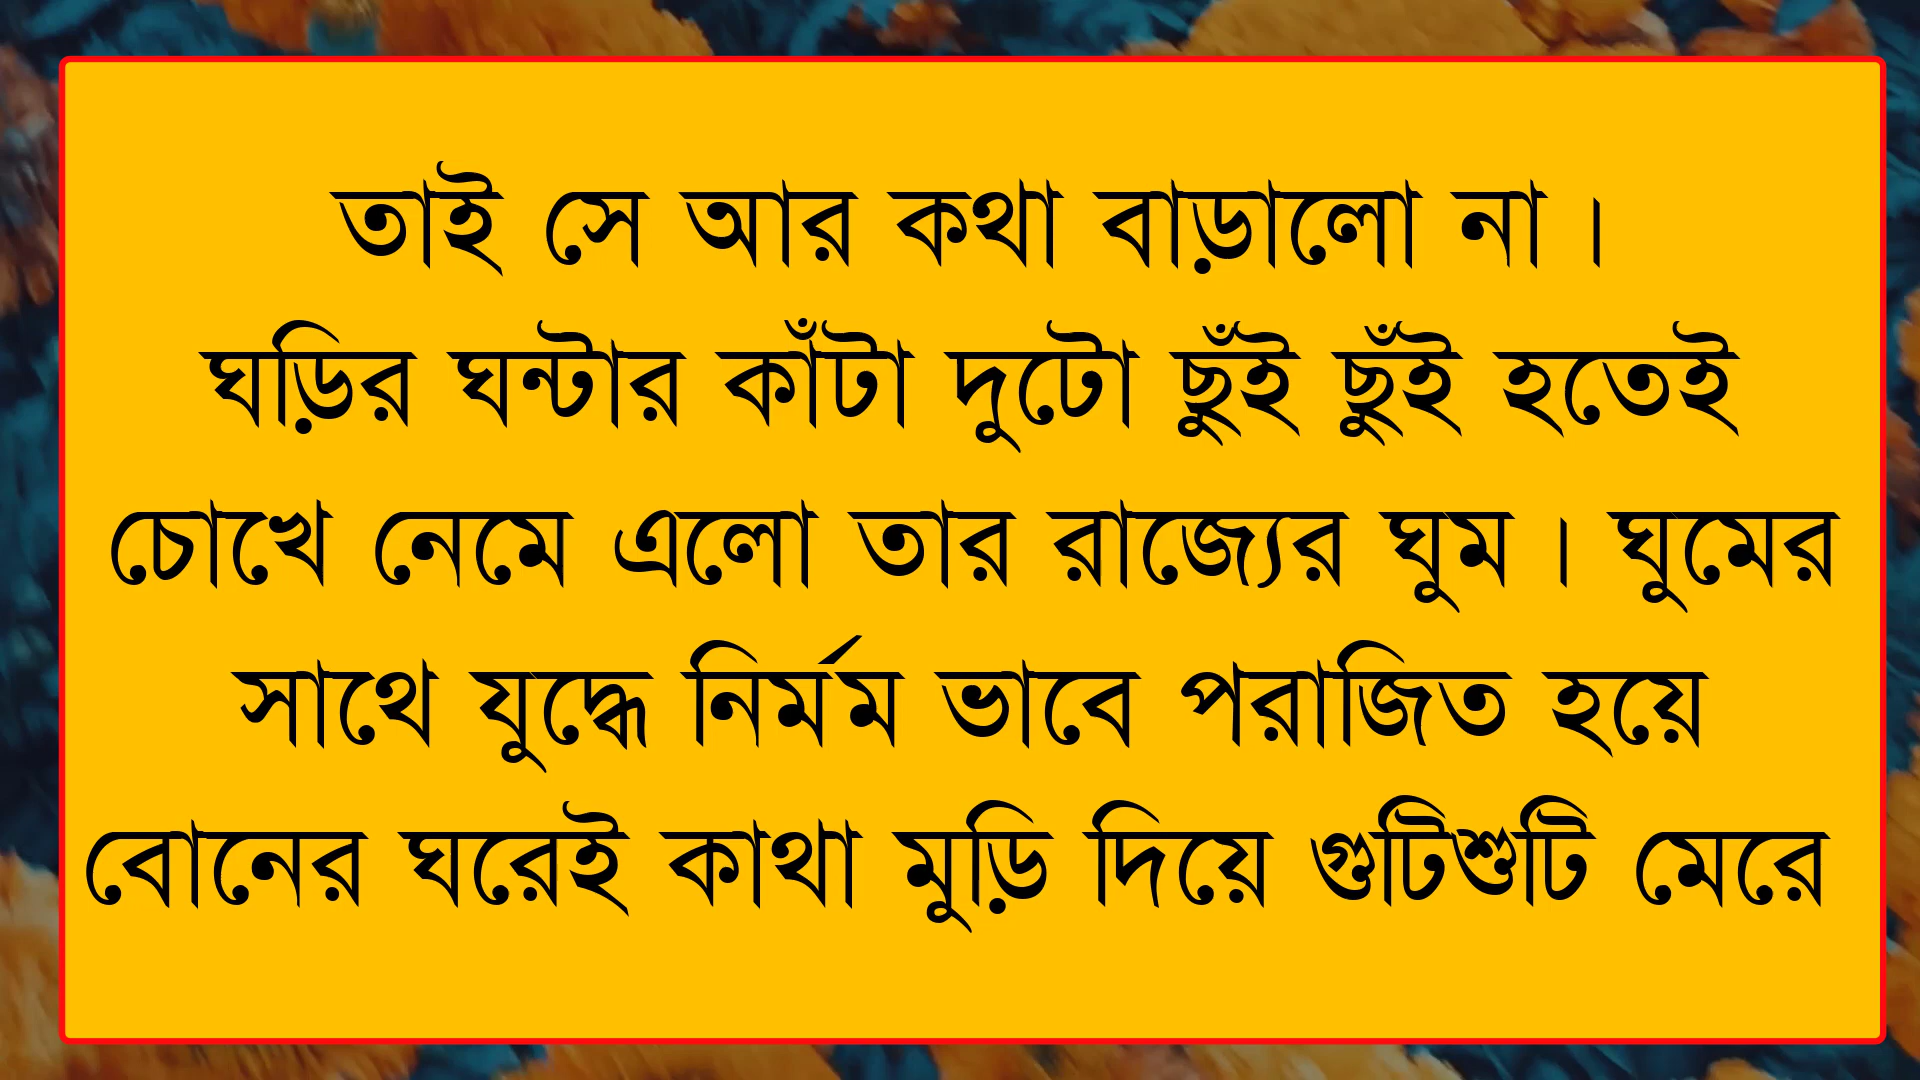 তাই সে আর কথা বাড়ালো না।
ঘড়ির ঘন্টার কাঁটা দুটো ছুঁই ছুঁই হতেই
চোখে নেমে এলো তার রাজ্যের ঘুম। ঘুমের
সাথে যুদ্ধে নির্মম ভাবে পরাজিত হয়ে
বোনের ঘরেই কাথা মুড়ি দিয়ে গুটিশুটি মেরে